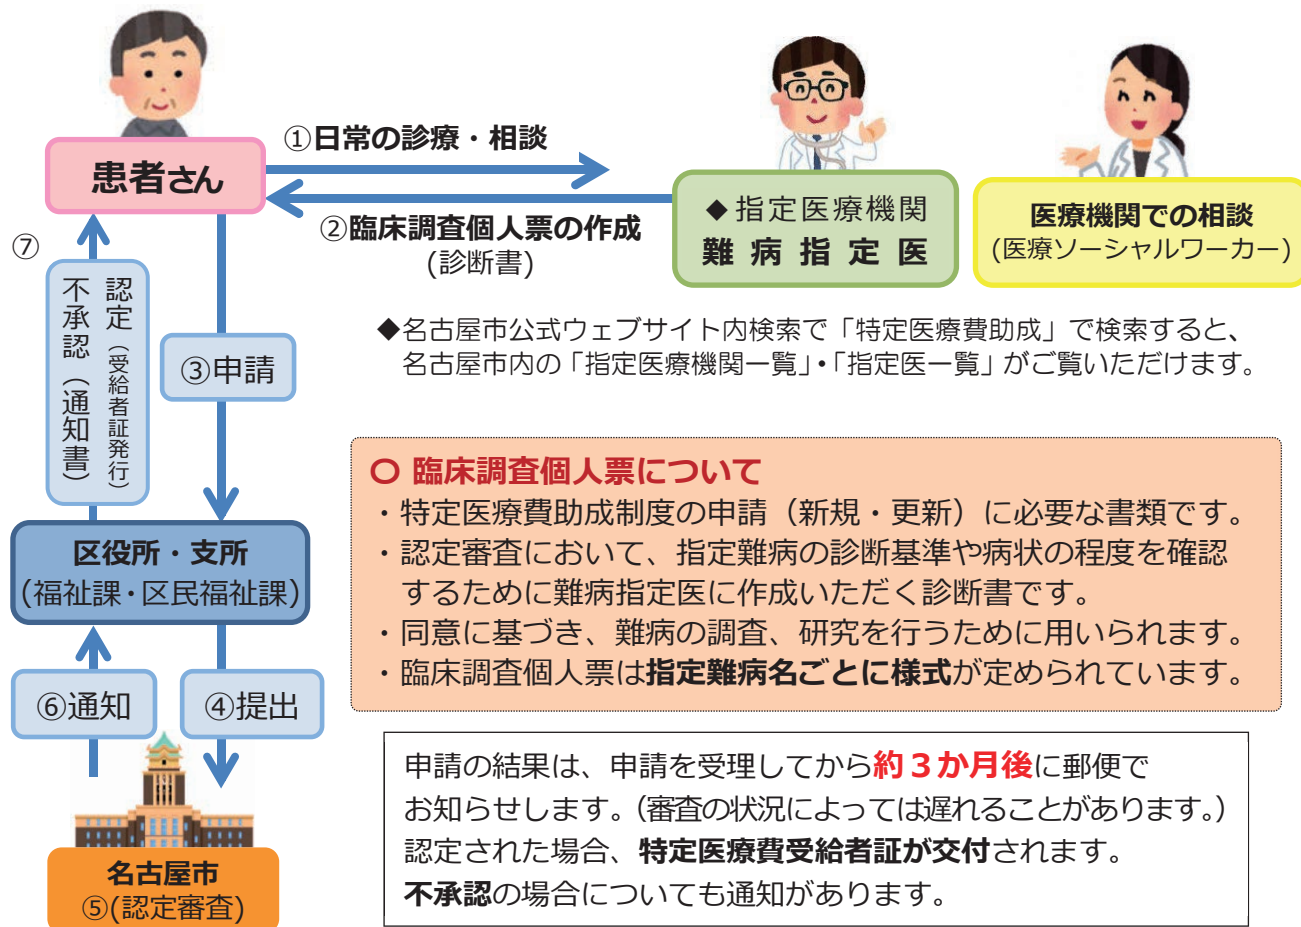 ①日常の診療・相談
患者さん
②臨床調査個人票の作成
(診断書)
◆指定医療機関
難病指定医
医療機関での相談
(医療ソーシャルワーカー)
⑦
認定（受給者証発行）
不承認（通知書）
③申請
◆名古屋市公式ウェブサイト内検索で「特定医療費助成」で検索すると、
名古屋市内の「指定医療機関一覧」・「指定医一覧」がご覧いただけます。
〇 臨床調査個人票について
・特定医療費助成制度の申請（新規・更新）に必要な書類です。
・認定審査において、指定難病の診断基準や病状の程度を確認
するために難病指定医に作成いただく診断書です。
・同意に基づき、難病の調査、研究を行うために用いられます。
・臨床調査個人票は指定難病名ごとに様式が定められています。
区役所・支所
(福祉課・区民福祉課)
⑥通知
④提出
名古屋市
⑤(認定審査)
申請の結果は、申請を受理してから約３か月後に郵便で
お知らせします。（審査の状況によっては遅れることがあります。）
認定された場合、特定医療費受給者証が交付されます。
不承認の場合についても通知があります。